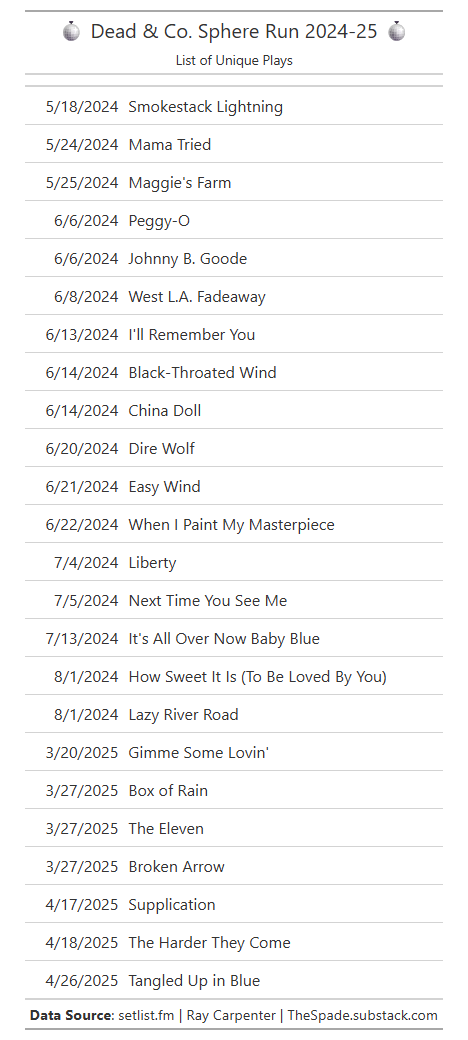 Dead & Co. Sphere Run 2024-25
List of Unique Plays
5/18/2024 Smokestack Lightning
5/24/2024 Mama Tried
5/25/2024 Maggie's Farm
6/6/2024 Peggy-O
6/6/2024 Johnny B. Goode
6/8/2024 West L.A. Fadeaway
6/13/2024 I'll Remember You
6/14/2024 Black-Throated Wind
6/14/2024 China Doll
6/20/2024 Dire Wolf
6/21/2024 Easy Wind
6/22/2024 When I Paint My Masterpiece
7/4/2024 Liberty
7/5/2024 Next Time You See Me
7/13/2024 It's All Over Now Baby Blue
8/1/2024 How Sweet It Is (To Be Loved By You)
8/1/2024 Lazy River Road
3/20/2025 Gimme Some Lovin'
3/27/2025 Box of Rain
3/27/2025 The Eleven
3/27/2025 Broken Arrow
4/17/2025 Supplication
4/18/2025 The Harder They Come
4/26/2025 Tangled Up in Blue
Data Source: setlist.fm | Ray Carpenter | TheSpade.substack.com